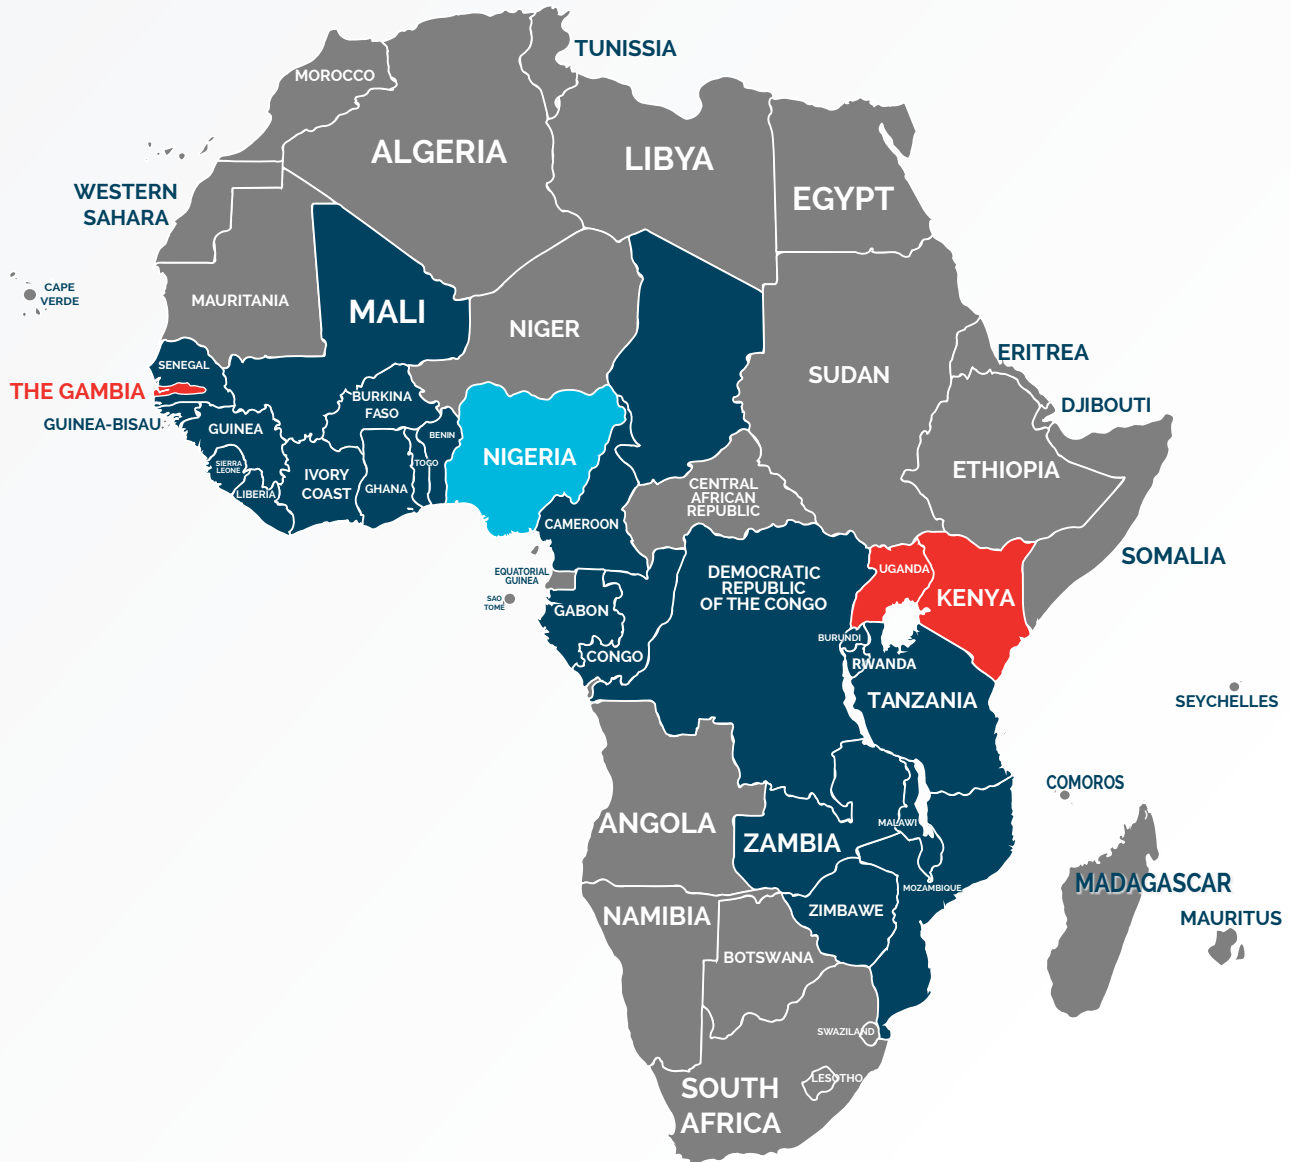 TUNISSIA
MOROCCO
ALGERIA
LIBYA
EGYPT
WESTERN
SAHARA
CAPE
VERDE
MAURITANIA
MALI
NIGER
ERITREA
SENEGAL
SUDAN
THE GAMBIA
BURKINA
FASO
DJIBOUTI
GUINEA-BISAU
GUINEA
BENIN
NIGERIA
TOGO
SIERRA
LEONE
IVORY
COAST
GHANA
LIBERIA
ETHIOPIA
CENTRAL
AFRICAN
REPUBLIC
CAMEROON
SOMALIA
EQUATORIAL
GUINEA
SAO
TOME
DEMOCRATIC
REPUBLIC
OF THE CONGO
UGANDA
KENYA
GABON
BURUNDI
CONGO
RWANDA
TANZANIA
SEYCHELLES
COMOROS
ANGOLA
MALAWI
ZAMBIA
MADAGASCAR
MOZAMBIQUE
ZIMBAWE
NAMIBIA
MAURITUS
BOTSWANA
SWAZILAND
LESOTHO
SOUTH
AFRICA